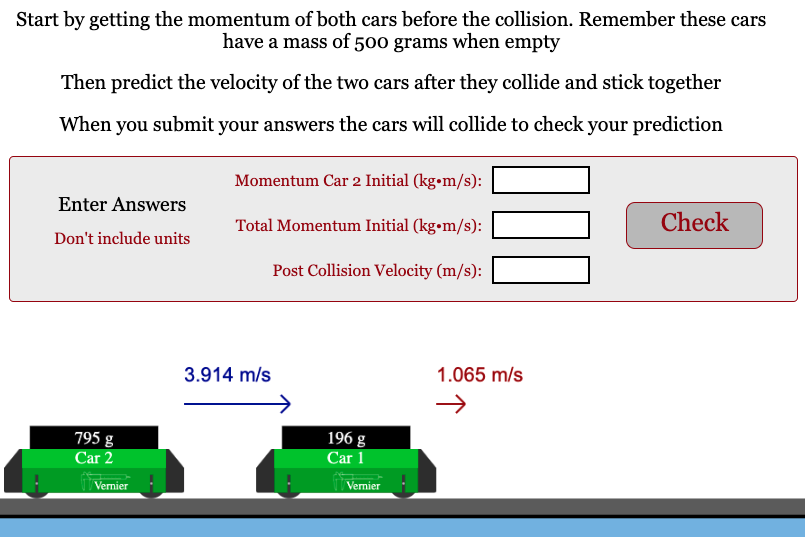 Start by getting the momentum of both cars before the collision. Remember these cars
have a mass of 500 grams when empty
Then predict the velocity of the two cars after they collide and stick together
When you submit your answers the cars will collide to check your prediction
Enter Answers
Don't include units
Momentum Car 2 Initial (kg•m/s):
Total Momentum Initial (kg•m/s):
Post Collision Velocity (m/s):
Check
3.914 m/s
1.065 m/s
795 g
Car 2
Vernier
196 g
Car 1
Vernier